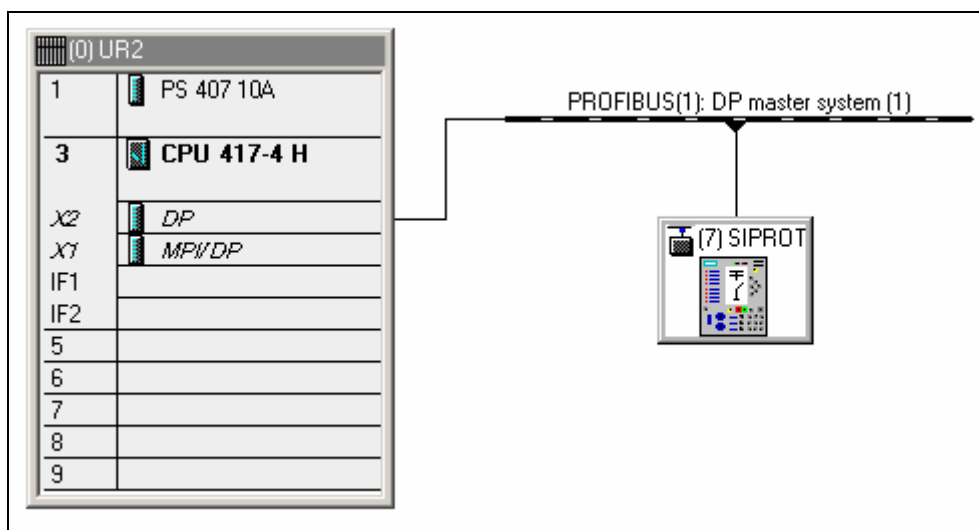 (0) UR2
1 PS 407 10A
3 CPU 417-4 H
X2 DP
X1 MPI/DP
IF1
IF2
5
6
7
8
9
PROFIBUS(1): DP master system (1)
(7) SIPROT